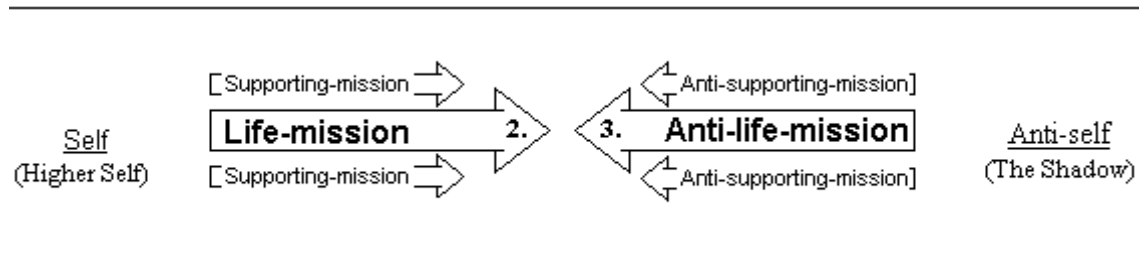 [Supporting-mission
Anti-supporting-mission]
Self
(Higher Self)
Life-mission 2.
3. Anti-life-mission
Anti-self
(The Shadow)
[Supporting-mission
Anti-supporting-mission]